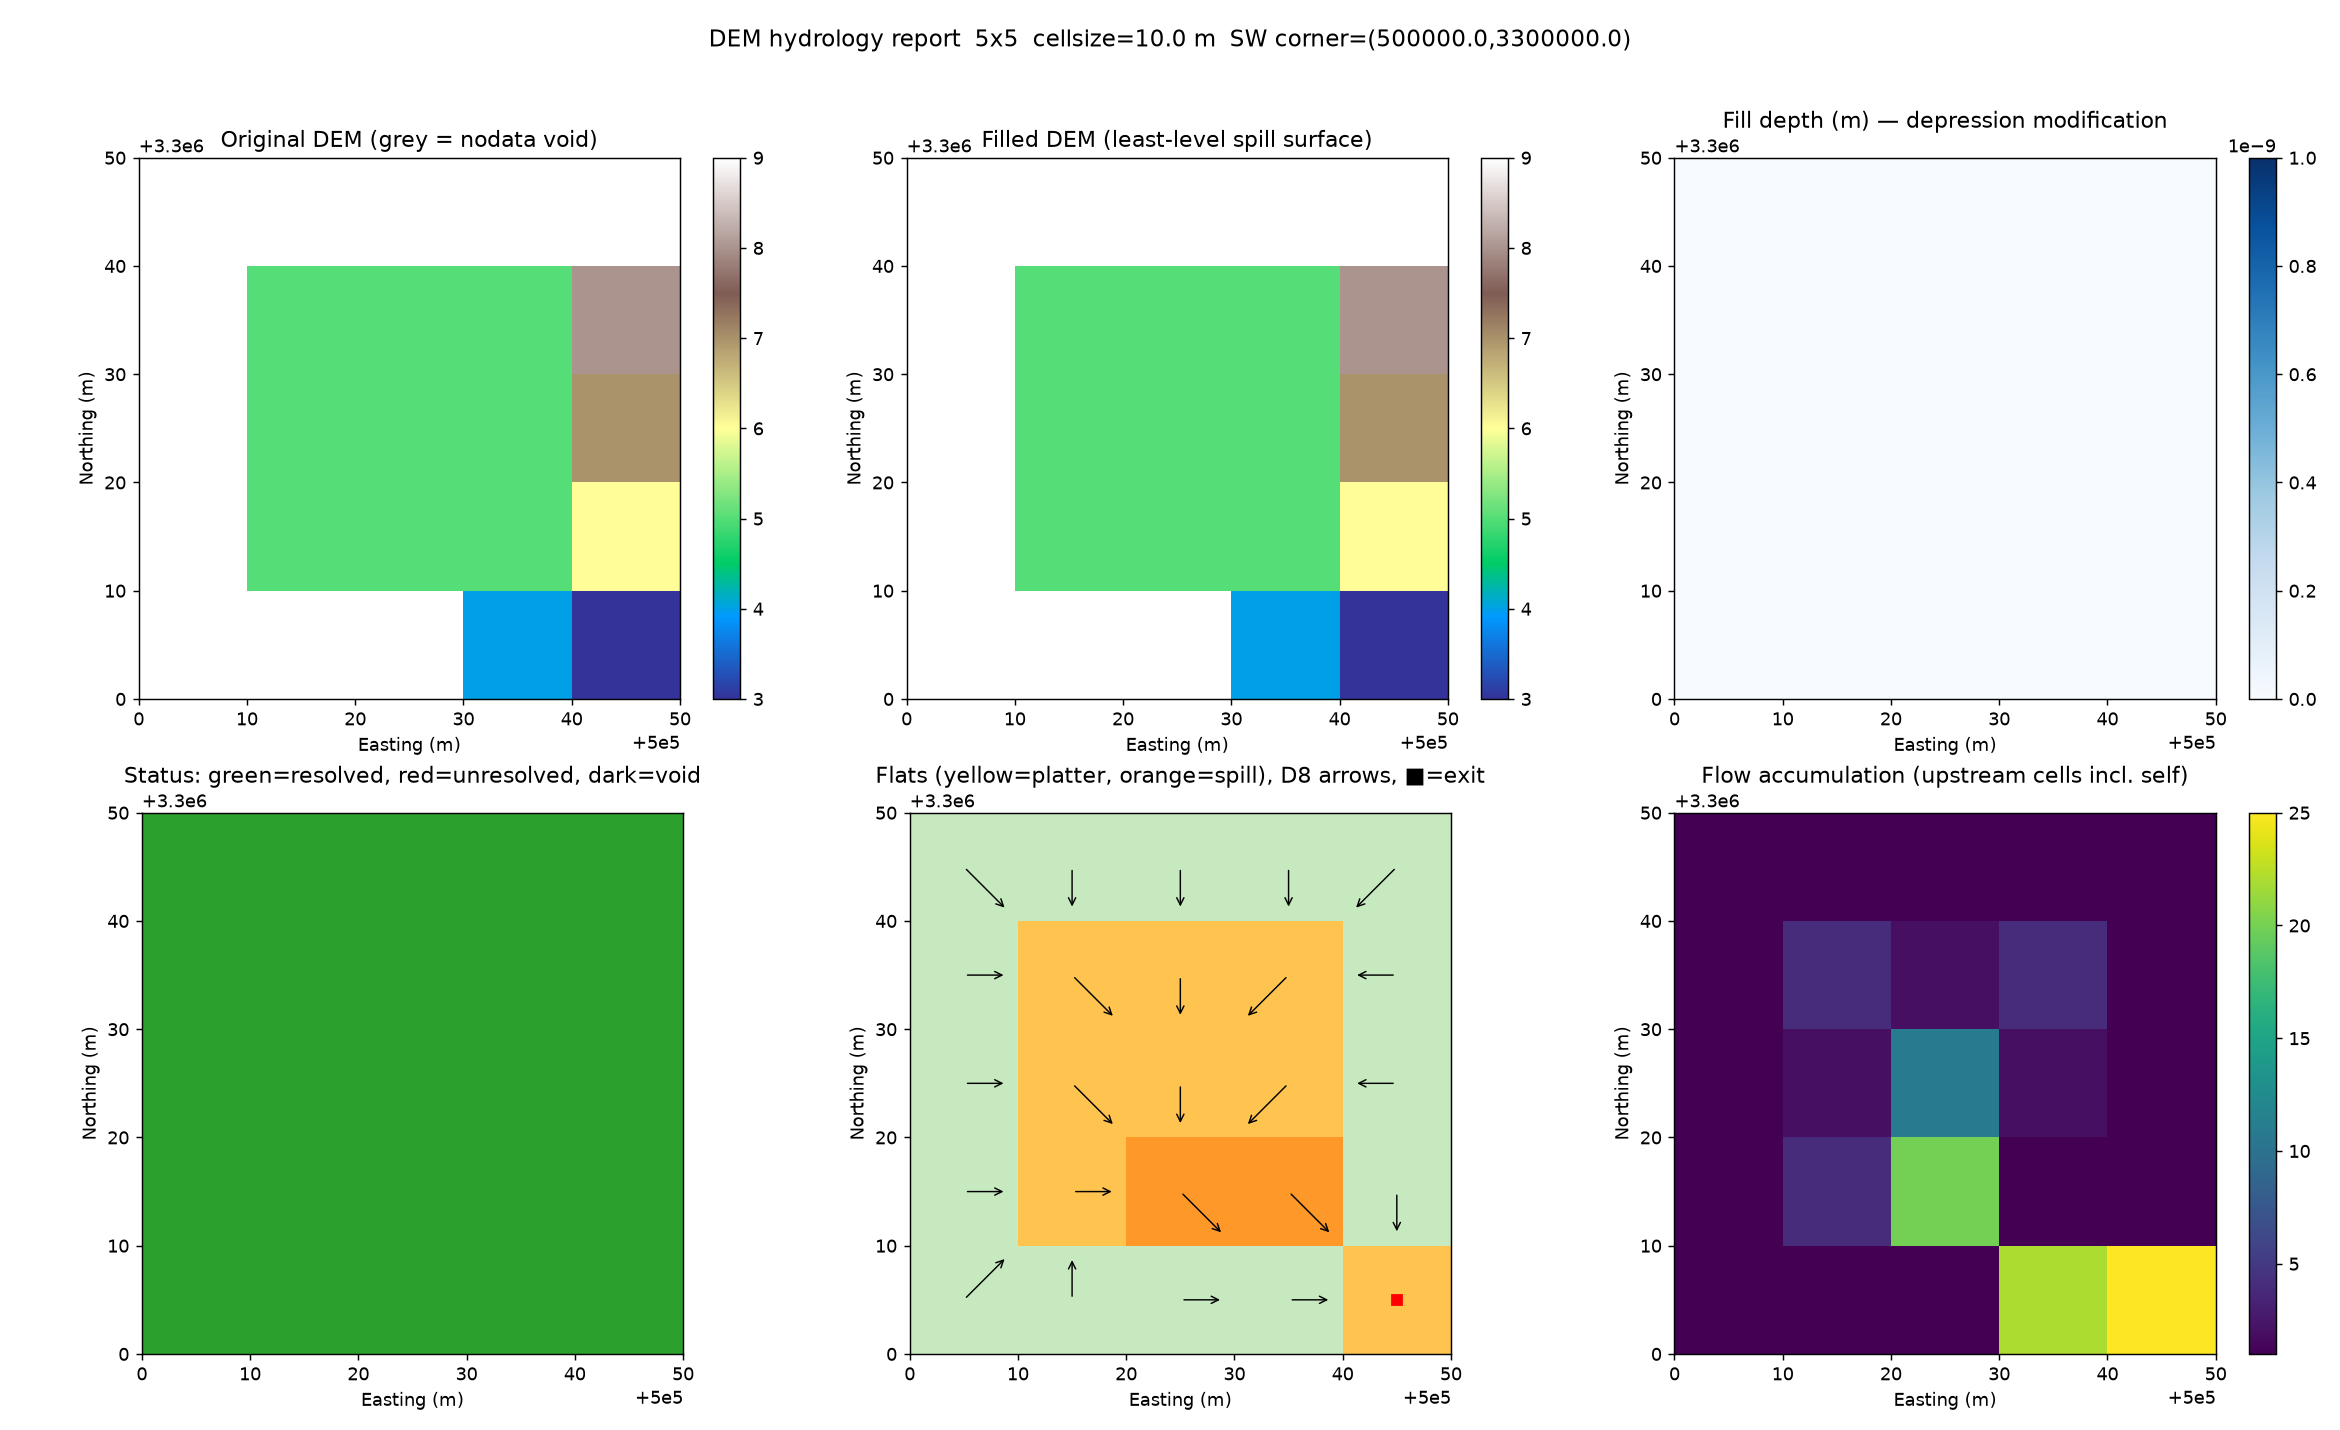 DEM hydrology report  5x5  cellsize=10.0 m  SW corner=(500000.0,3300000.0)
Original DEM (grey = nodata void)
+3.3e6
50
40
30
20
10
0
Northing (m)
0 10 20 30 40 50
Easting (m)
+5e5
9
8
7
6
5
4
3
Filled DEM (least-level spill surface)
+3.3e6
50
40
30
20
10
0
Northing (m)
0 10 20 30 40 50
Easting (m)
+5e5
9
8
7
6
5
4
3
Fill depth (m) — depression modification
+3.3e6
50
40
30
20
10
0
Northing (m)
0 10 20 30 40 50
Easting (m)
+5e5
1e−9
1.0
0.8
0.6
0.4
0.2
0.0
Status: green=resolved, red=unresolved, dark=void
+3.3e6
50
40
30
20
10
0
Northing (m)
0 10 20 30 40 50
Easting (m)
+5e5
Flats (yellow=platter, orange=spill), D8 arrows, ■=exit
+3.3e6
50
40
30
20
10
0
Northing (m)
0 10 20 30 40 50
Easting (m)
+5e5
Flow accumulation (upstream cells incl. self)
+3.3e6
50
40
30
20
10
0
Northing (m)
0 10 20 30 40 50
Easting (m)
+5e5
25
20
15
10
5